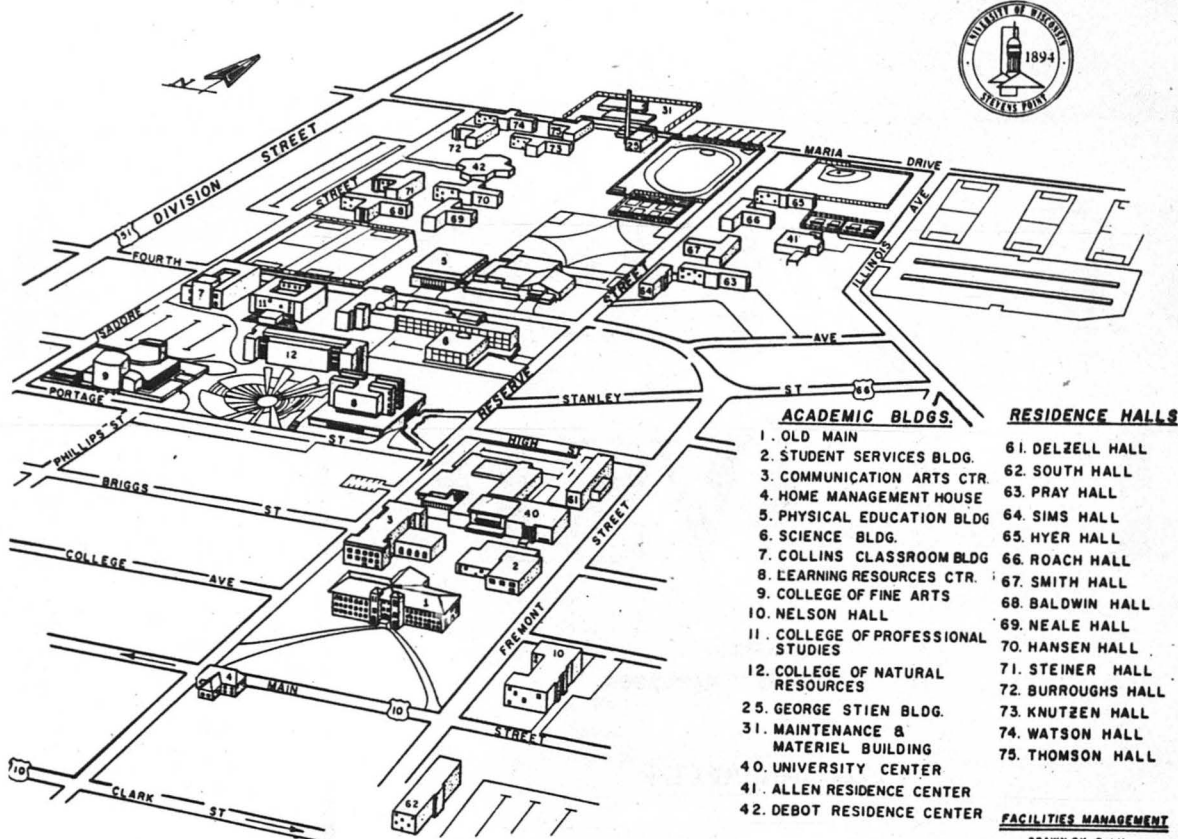 UNIVERSITY OF WISCONSIN
1894
STEVENS POINT
N
31
74
75
72
73
25
42
MARIA
DRIVE
DIVISION
STREET
51
STREET
71
70
68
69
65
66
41
67
ILLINOIS AVE
FOURTH
7
11
5
64
63
STREET
ISADORE
12
6
AVE
9
8
RESERVE
STANLEY
ST
66
PORTAGE
ST
PHILLIPS ST
HIGH
ST
BRIGGS
ST
61
3
40
STREET
COLLEGE
AVE
2
1
FREMONT
4
MAIN
10
10
STREET
10
CLARK
ST
62
ACADEMIC BLDGS.
1. OLD MAIN
2. STUDENT SERVICES BLDG.
3. COMMUNICATION ARTS CTR.
4. HOME MANAGEMENT HOUSE
5. PHYSICAL EDUCATION BLDG
6. SCIENCE BLDG.
7. COLLINS CLASSROOM BLDG
8. LEARNING RESOURCES CTR.
9. COLLEGE OF FINE ARTS
10. NELSON HALL
11. COLLEGE OF PROFESSIONAL
STUDIES
12. COLLEGE OF NATURAL
RESOURCES
25. GEORGE STIEN BLDG.
31. MAINTENANCE &
MATERIEL BUILDING
40. UNIVERSITY CENTER
41. ALLEN RESIDENCE CENTER
42. DEBOT RESIDENCE CENTER
RESIDENCE HALLS
61. DELZELL HALL
62. SOUTH HALL
63. PRAY HALL
64. SIMS HALL
65. HYER HALL
66. ROACH HALL
67. SMITH HALL
68. BALDWIN HALL
69. NEALE HALL
70. HANSEN HALL
71. STEINER HALL
72. BURROUGHS HALL
73. KNUTZEN HALL
74. WATSON HALL
75. THOMSON HALL
FACILITIES MANAGEMENT